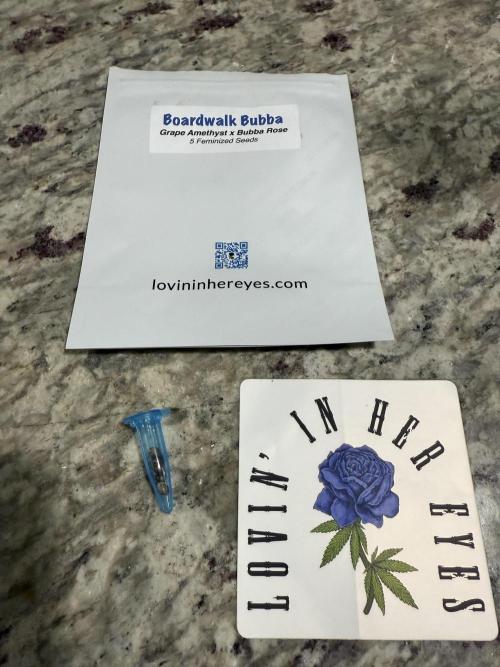 Boardwalk Bubba
Grape Amethyst x Bubba Rose
5 Feminized Seeds
lovininhereyes.com
LOVIN' IN HER EYES